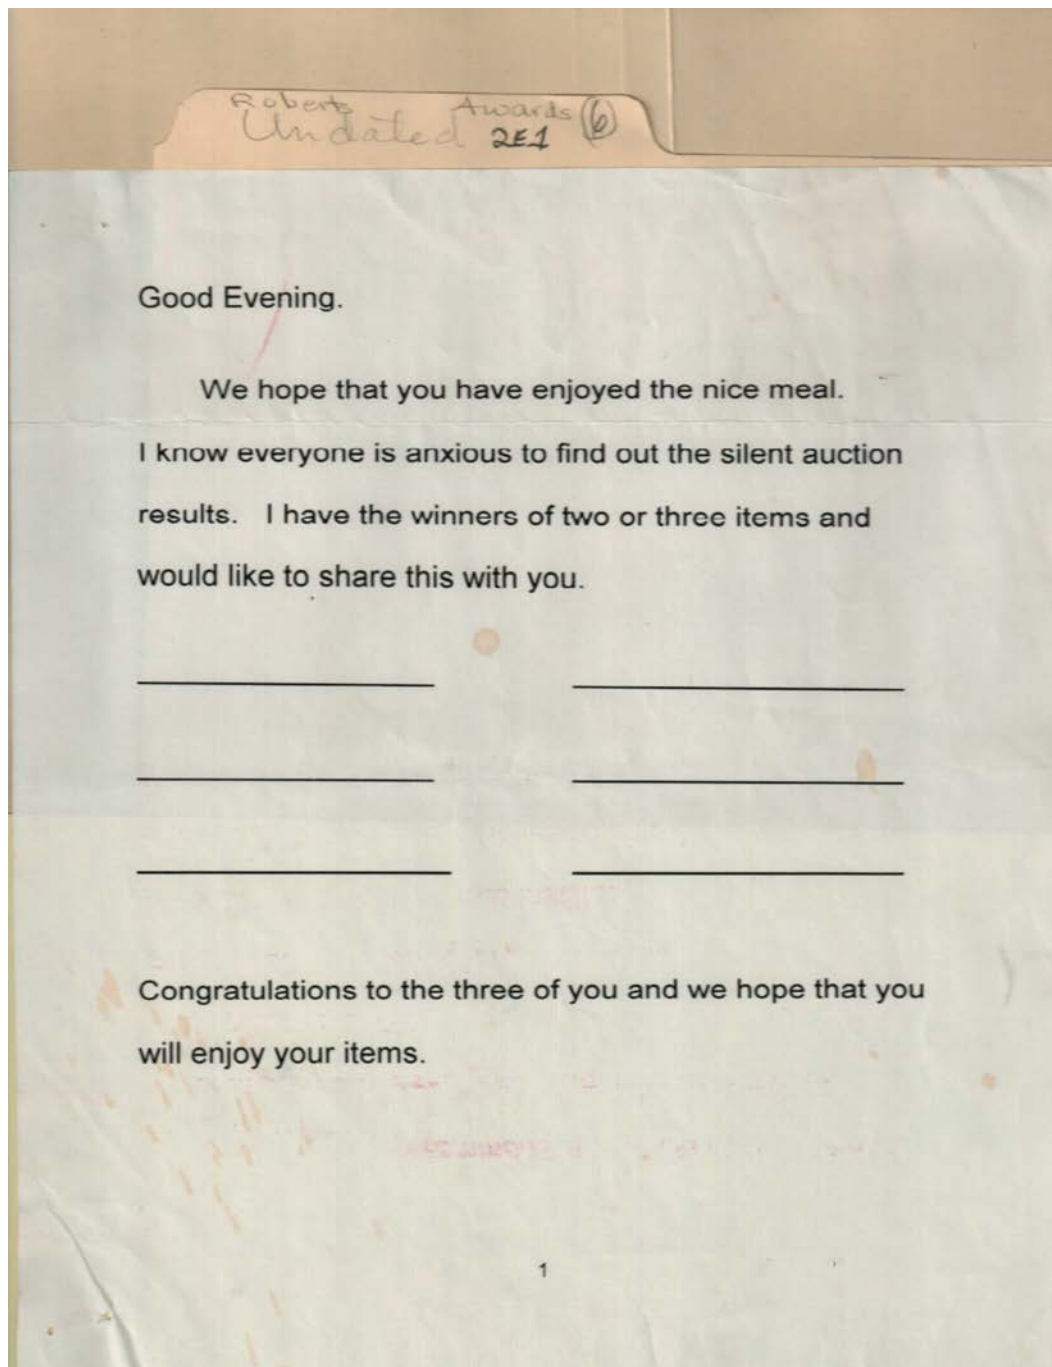 Roberts Awards 6
Undated 2E1
Good Evening.
We hope that you have enjoyed the nice meal.
I know everyone is anxious to find out the silent auction
results. I have the winners of two or three items and
would like to share this with you.
Congratulations to the three of you and we hope that you
will enjoy your items.
1